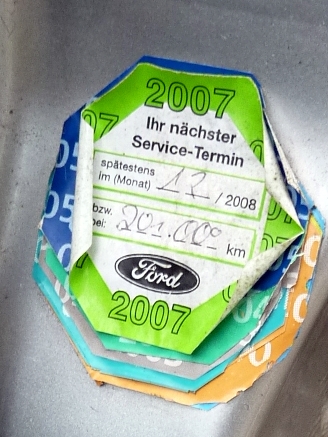 2007
Ihr nächster
Service-Termin
spätestens
im (Monat) 12 / 2008
bzw.
bei: 201.000 km
Ford
2007